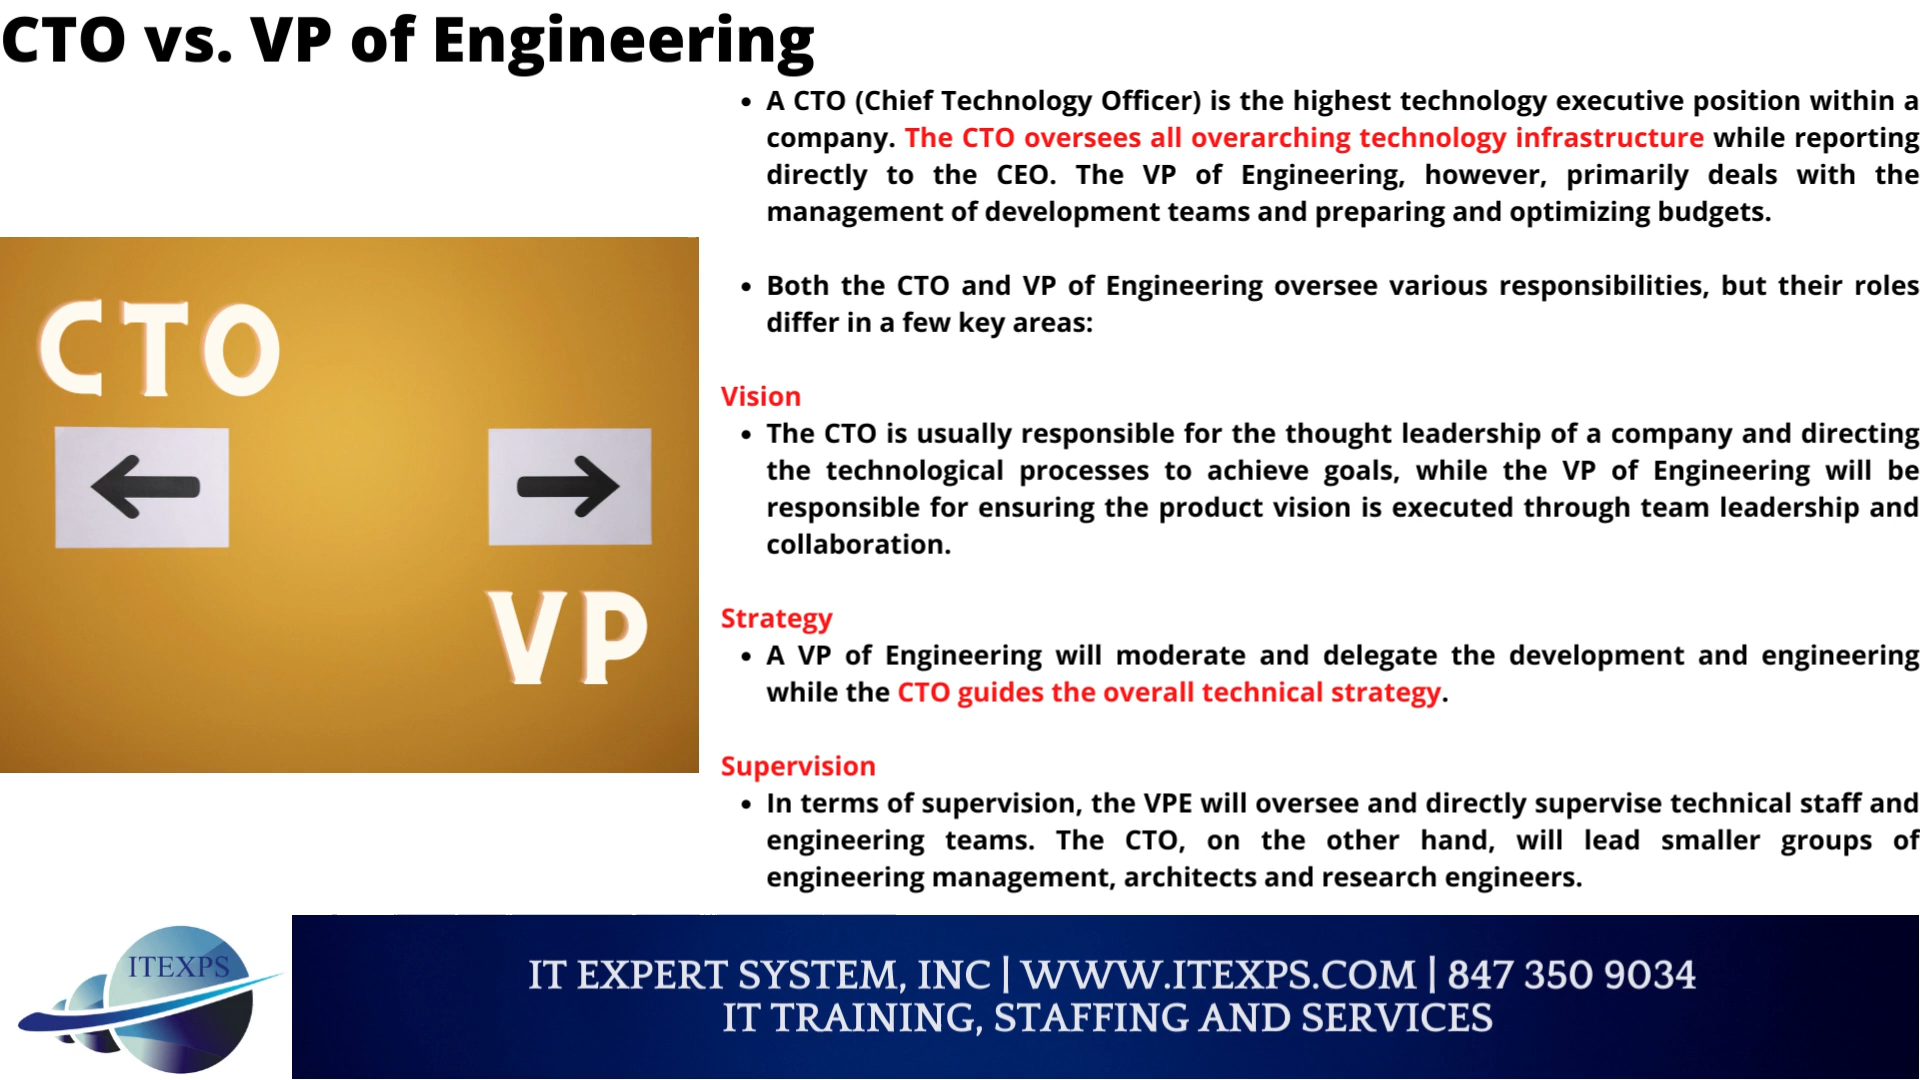 CTO vs. VP of Engineering
• A CTO (Chief Technology Officer) is the highest technology executive position within a
company. The CTO oversees all overarching technology infrastructure while reporting
directly to the CEO. The VP of Engineering, however, primarily deals with the
management of development teams and preparing and optimizing budgets.
• Both the CTO and VP of Engineering oversee various responsibilities, but their roles
differ in a few key areas:
Vision
• The CTO is usually responsible for the thought leadership of a company and directing
the technological processes to achieve goals, while the VP of Engineering will be
responsible for ensuring the product vision is executed through team leadership and
collaboration.
Strategy
• A VP of Engineering will moderate and delegate the development and engineering
while the CTO guides the overall technical strategy.
Supervision
• In terms of supervision, the VPE will oversee and directly supervise technical staff and
engineering teams. The CTO, on the other hand, will lead smaller groups of
engineering management, architects and research engineers.
CTO
VP
ITEXPS
IT EXPERT SYSTEM, INC | WWW.ITEXPS.COM | 847 350 9034
IT TRAINING, STAFFING AND SERVICES